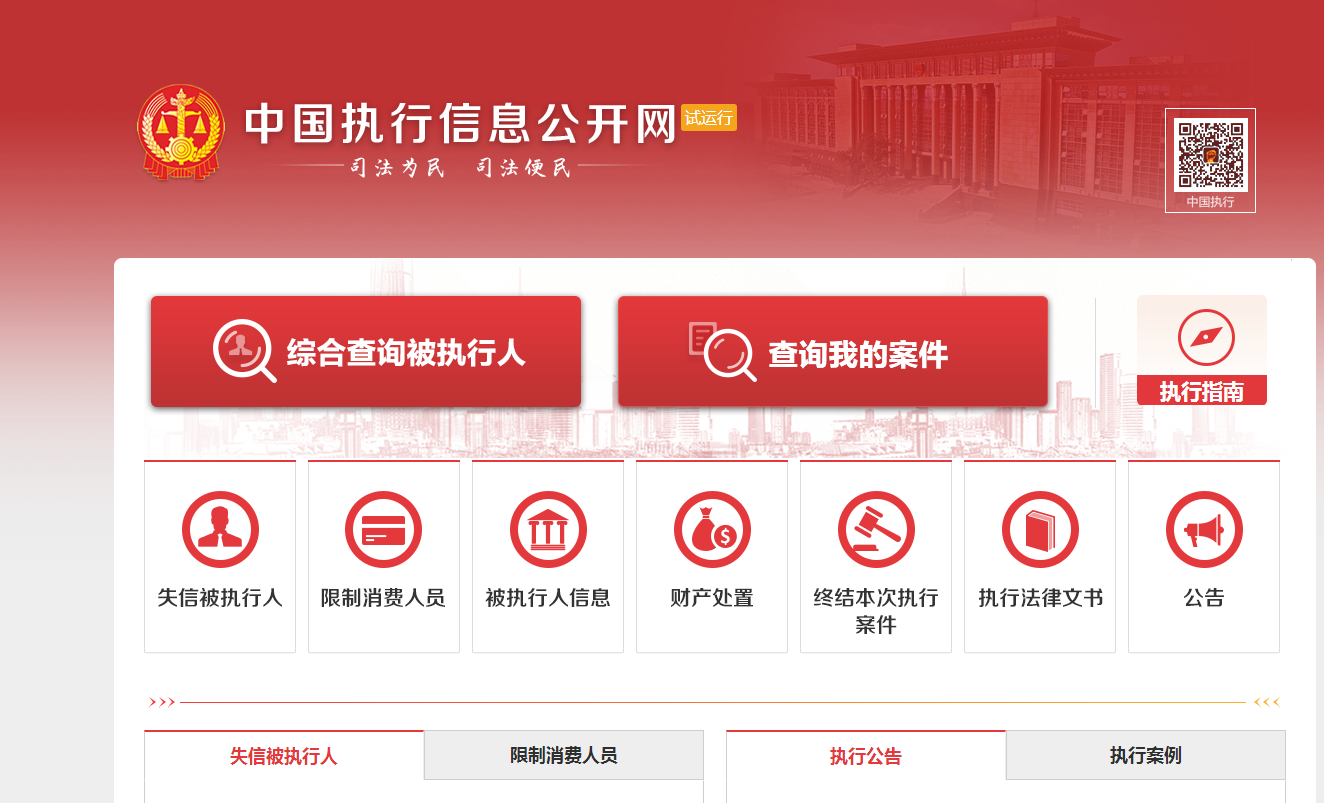 中国执行信息公开网
试运行
司法为民 司法便民
中国执行
综合查询被执行人
查询我的案件
执行指南
失信被执行人
限制消费人员
被执行人信息
财产处置
终结本次执行
案件
执行法律文书
公告
失信被执行人
限制消费人员
执行公告
执行案例